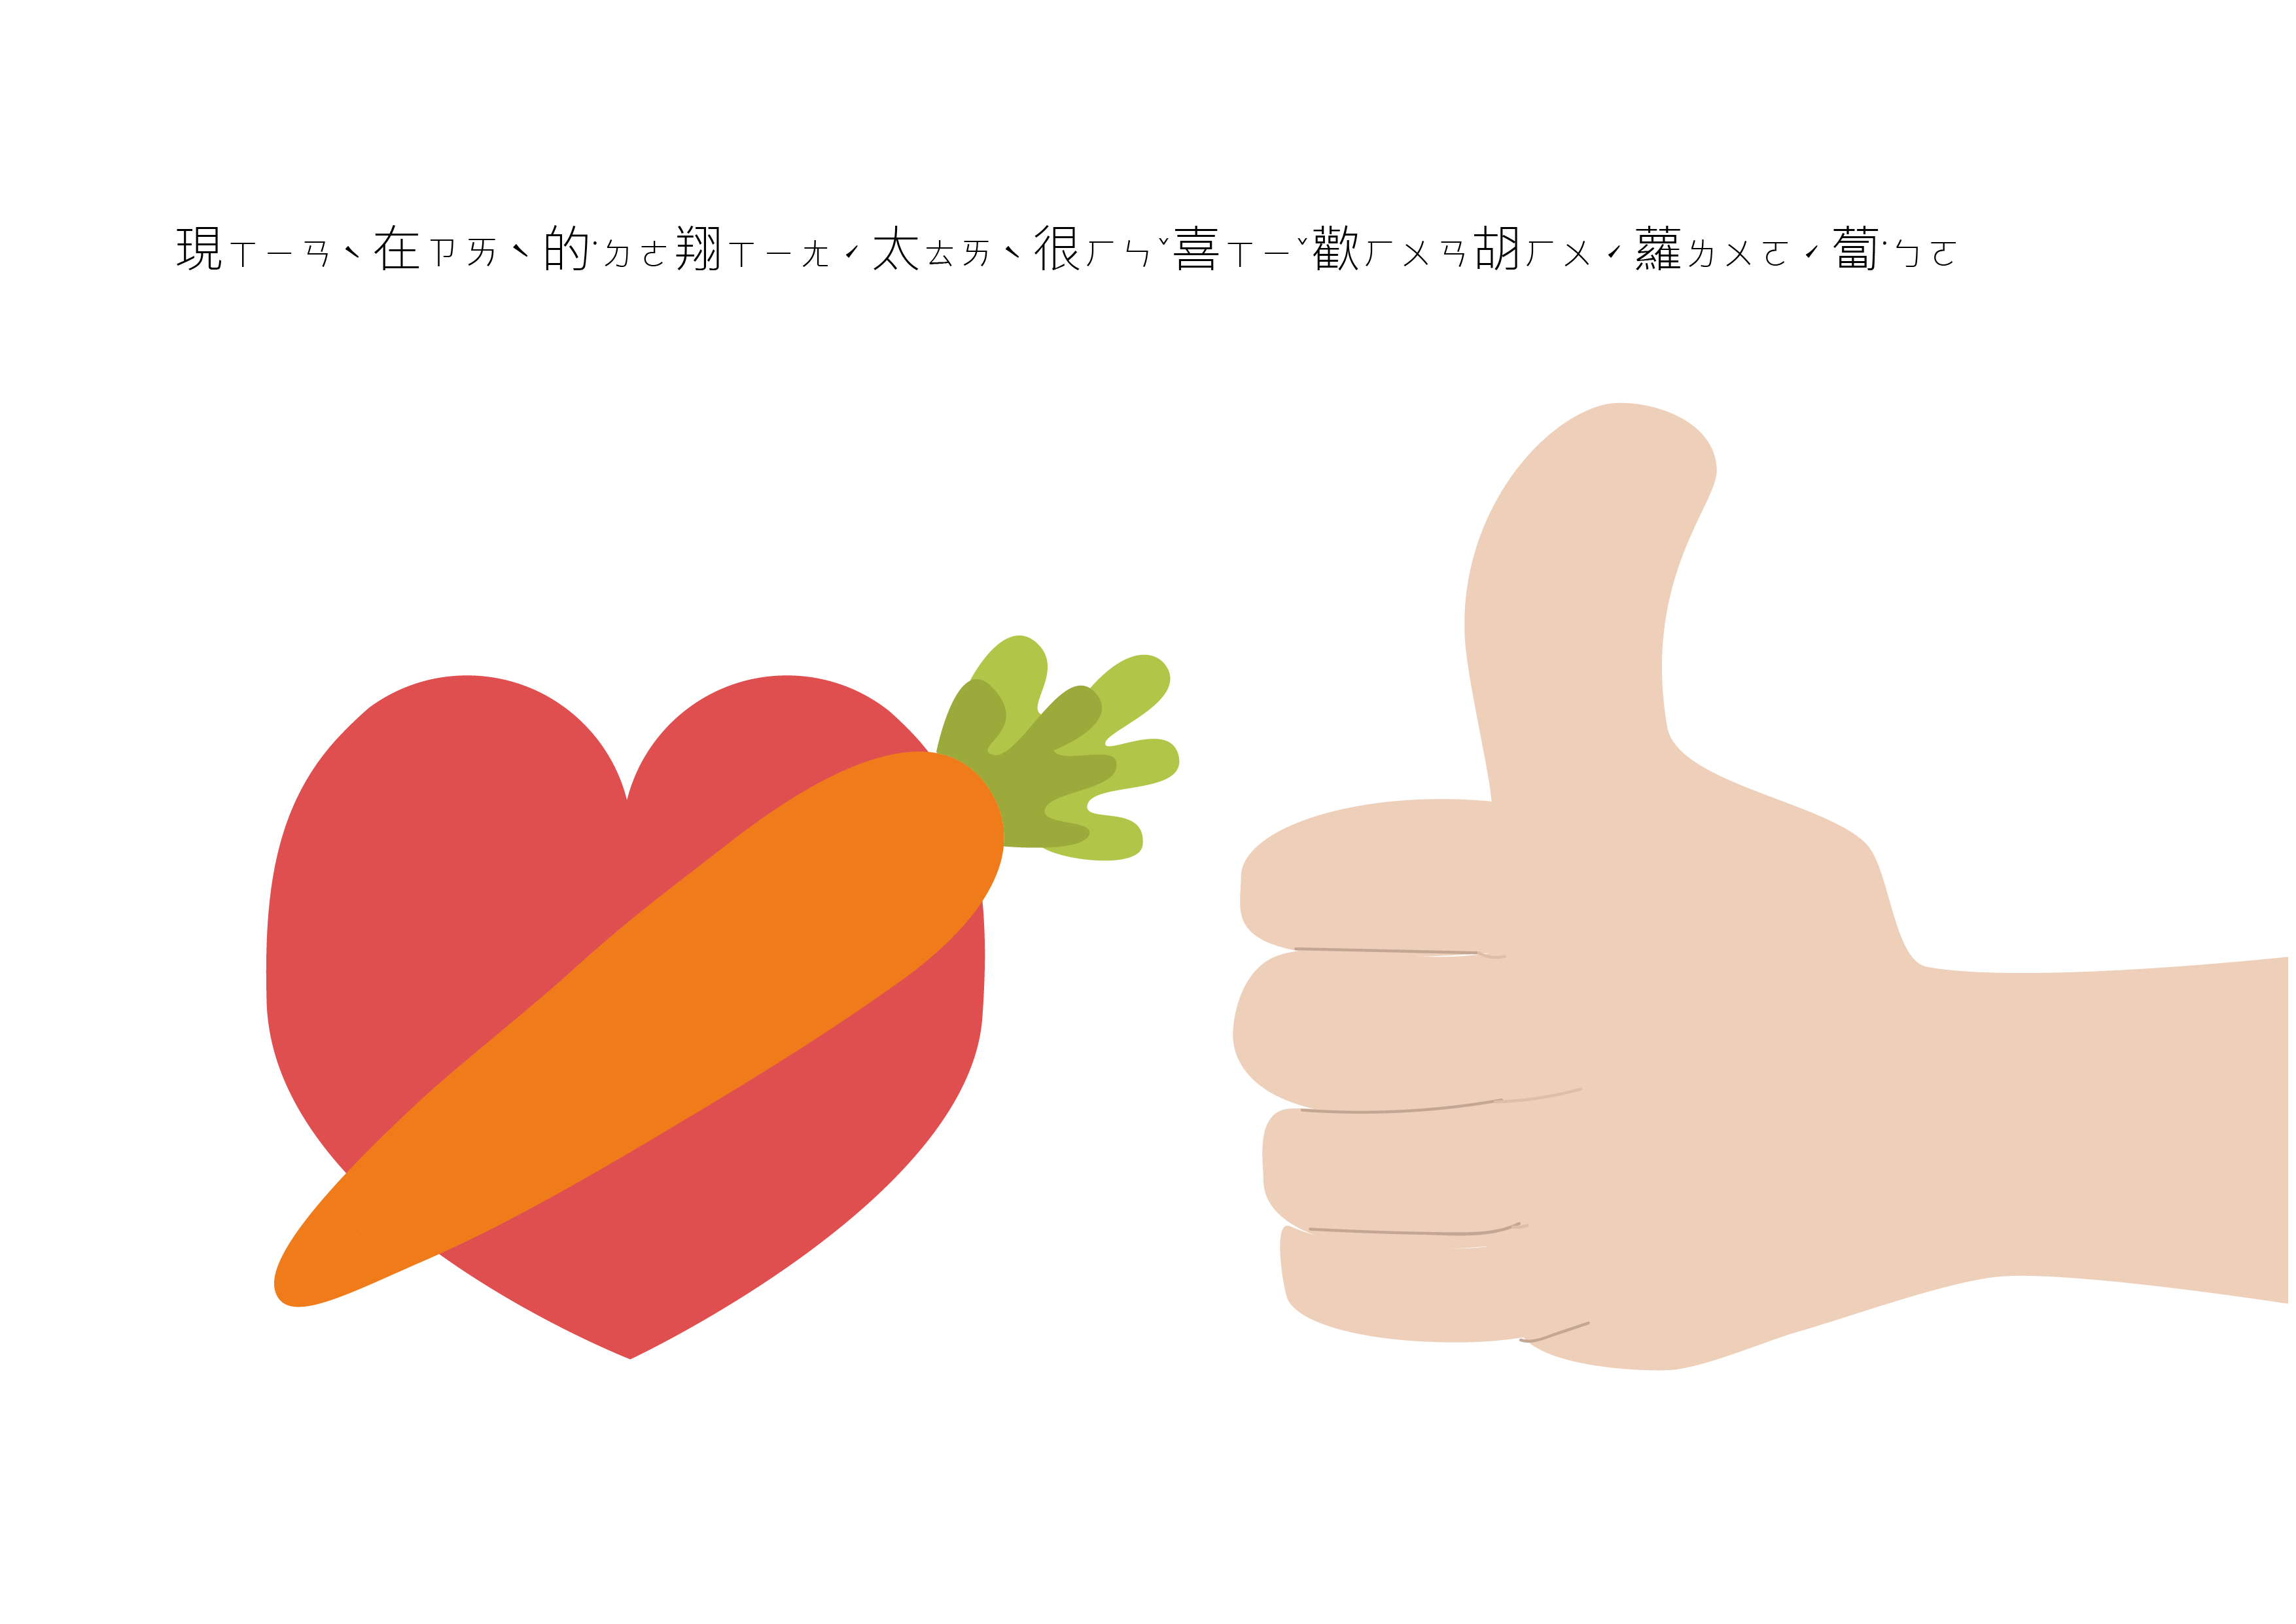 現ㄒㄧㄢˋ在ㄗㄞˋ的˙ㄉㄜ翔ㄒㄧㄤˊ太ㄊㄞˋ很ㄏㄣˇ喜ㄒㄧˇ歡ㄏㄨㄢ胡ㄏㄨˊ蘿ㄌㄨㄛˊ蔔˙ㄅㄛ